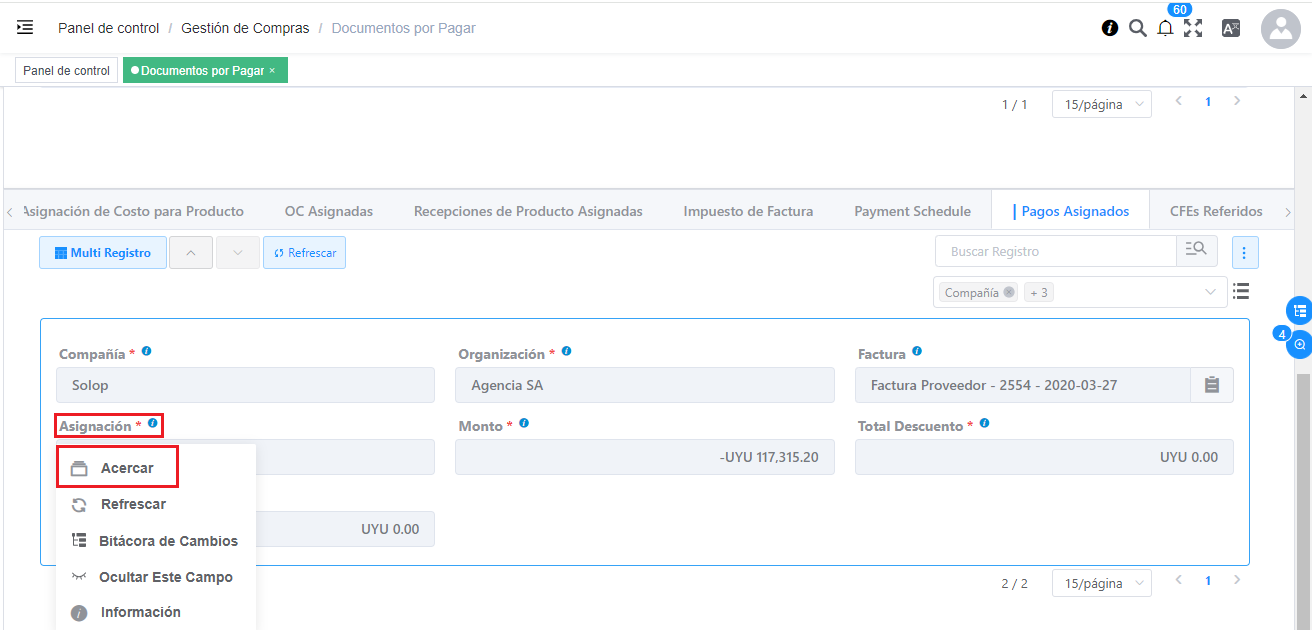 Panel de control / Gestión de Compras / Documentos por Pagar
60
Panel de control
Documentos por Pagar ×
1 / 1 15/página 1
Asignación de Costo para Producto OC Asignadas Recepciones de Producto Asignadas Impuesto de Factura Payment Schedule Pagos Asignados CFEs Referidos
Multi Registro Refrescar Buscar Registro
Compañía + 3
4
Compañía * Organización * Factura
Solop Agencia SA Factura Proveedor - 2554 - 2020-03-27
Asignación * Monto * Total Descuento *
-UYU 117,315.20 UYU 0.00
Acercar
Refrescar
UYU 0.00
Bitácora de Cambios
Ocultar Este Campo
2 / 2 15/página 1
Información